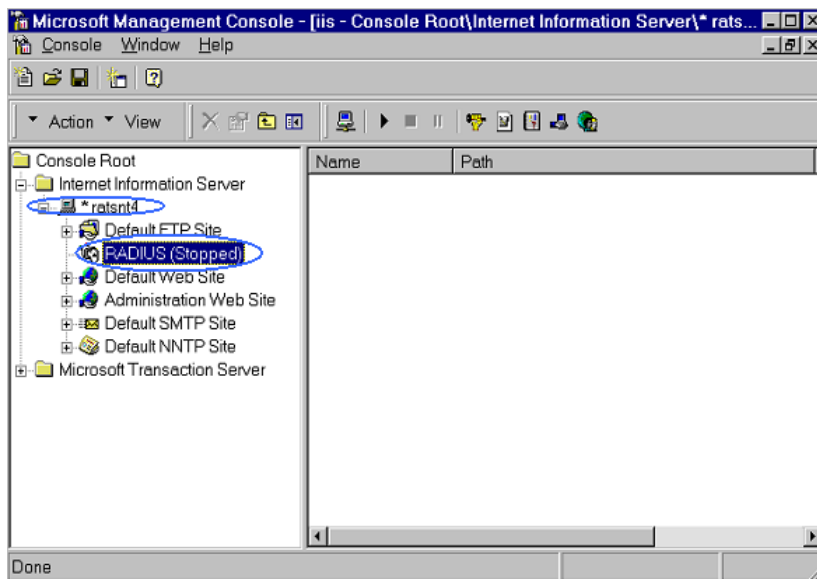 Microsoft Management Console - [iis - Console Root\Internet Information Server\* rats...
Console Window Help
Action View
Console Root
Name Path
Internet Information Server
* ratsnt4
Default FTP Site
RADIUS (Stopped)
Default Web Site
Administration Web Site
Default SMTP Site
Default NNTP Site
Microsoft Transaction Server
Done